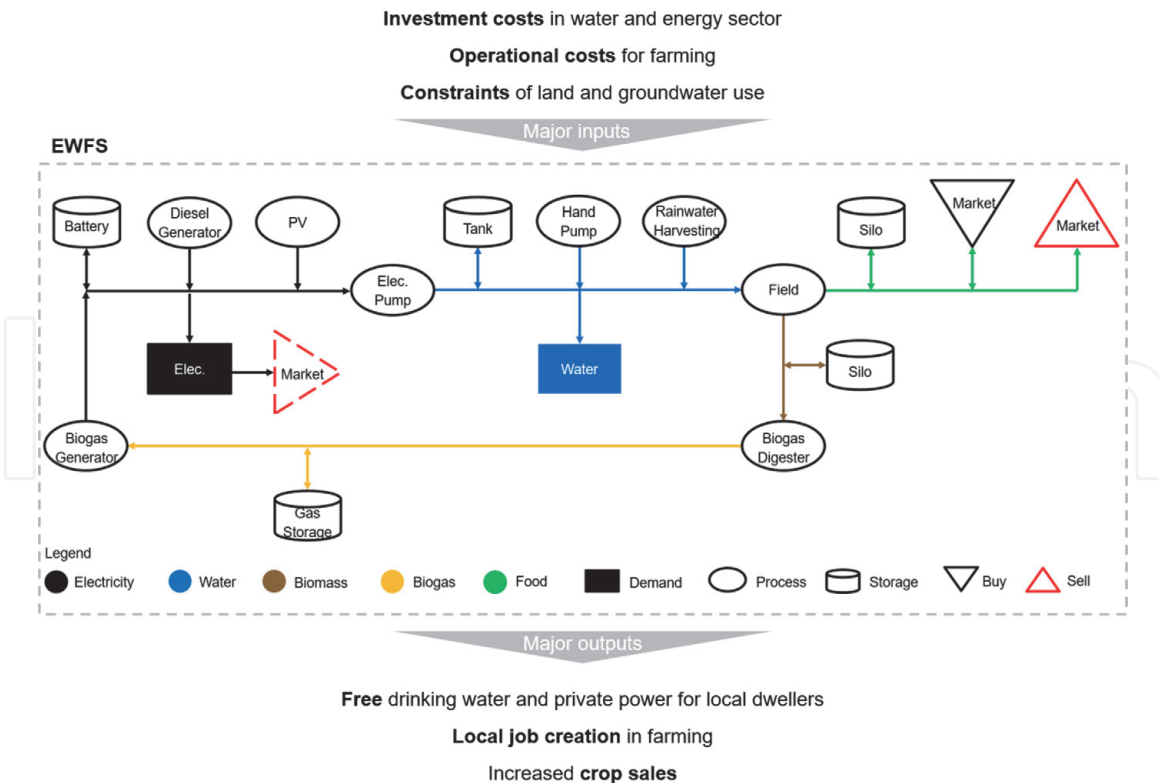 Investment costs in water and energy sector
Operational costs for farming
Constraints of land and groundwater use
Major inputs
EWFS
Battery
Diesel
Generator
PV
Tank
Hand
Pump
Rainwater
Harvesting
Silo
Market
Market
Elec.
Pump
Field
Elec.
Market
Water
Silo
Biogas
Generator
Biogas
Digester
Gas
Storage
Legend
Electricity
Water
Biomass
Biogas
Food
Demand
Process
Storage
Buy
Sell
Major outputs
Free drinking water and private power for local dwellers
Local job creation in farming
Increased crop sales